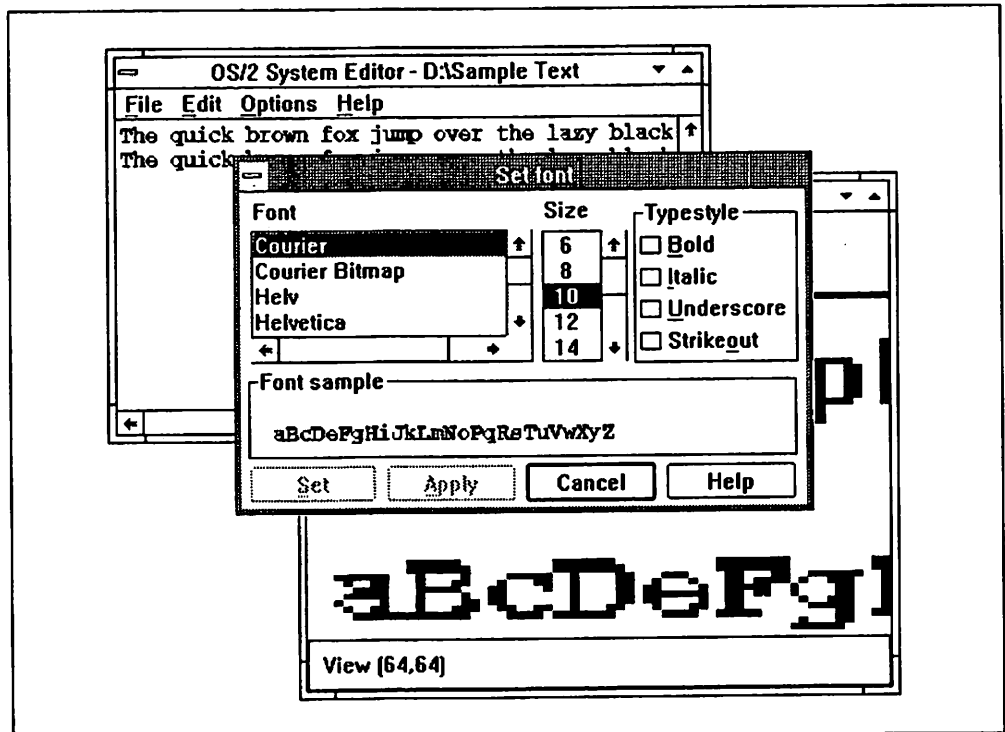 OS/2 System Editor - D:\Sample Text
File Edit Options Help
The quick brown fox jump over the lazy black
The quick
Set font
Font
Courier
Courier Bitmap
Helv
Helvetica
Size
6
8
10
12
14
Typestyle
Bold
Italic
Underscore
Strikeout
Font sample
aBcDeFgHiJkLmNoPqRsTuVwXyZ
Set Apply Cancel Help
p
aBcDeFg
View (64,64)